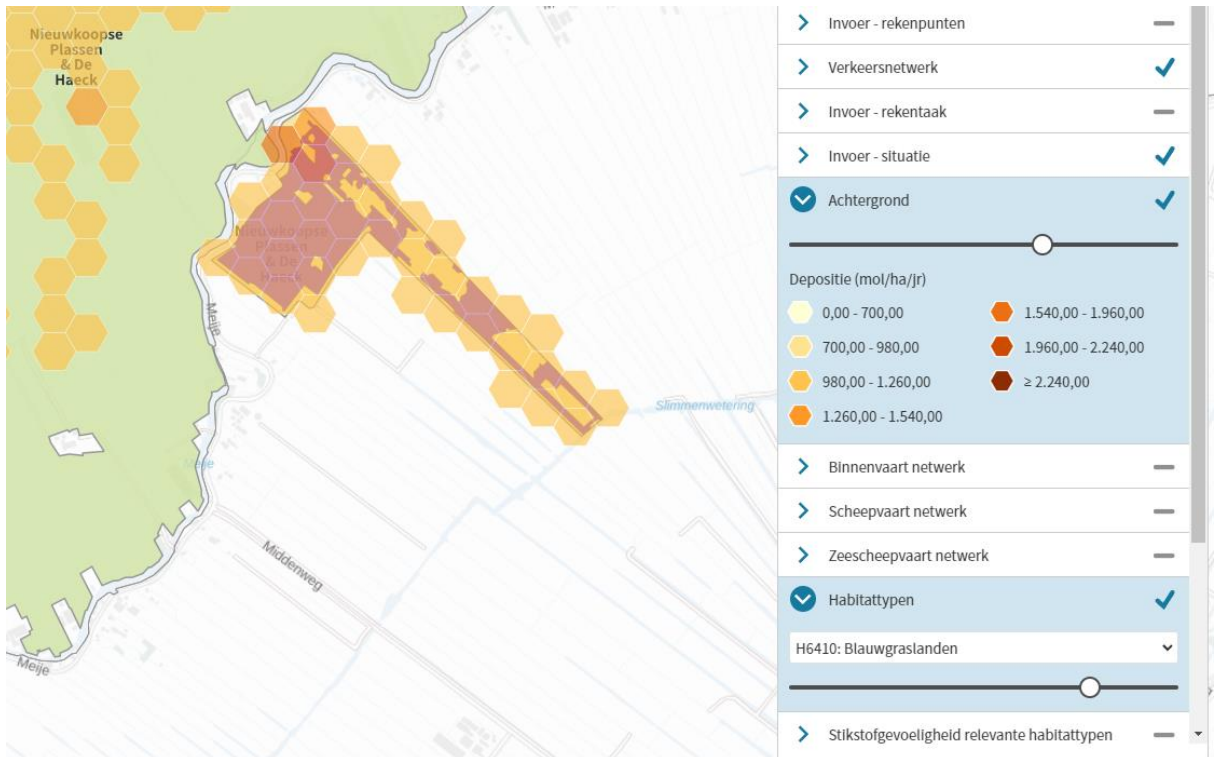 Nieuwkoopse
Plassen
& De
Haeck
Nieuwkoopse
Plassen
& De
Haeck
Meije
Meije
Slimmenwetering
Middenweg
Meije
Invoer - rekenpunten
Verkeersnetwerk
Invoer - rekentaak
Invoer - situatie
Achtergrond
Depositie (mol/ha/jr)
0,00 - 700,00
700,00 - 980,00
980,00 - 1.260,00
1.260,00 - 1.540,00
1.540,00 - 1.960,00
1.960,00 - 2.240,00
≥ 2.240,00
Binnenvaart netwerk
Scheepvaart netwerk
Zeescheepvaart netwerk
Habitattypen
H6410: Blauwgraslanden
Stikstofgevoeligheid relevante habitattypen